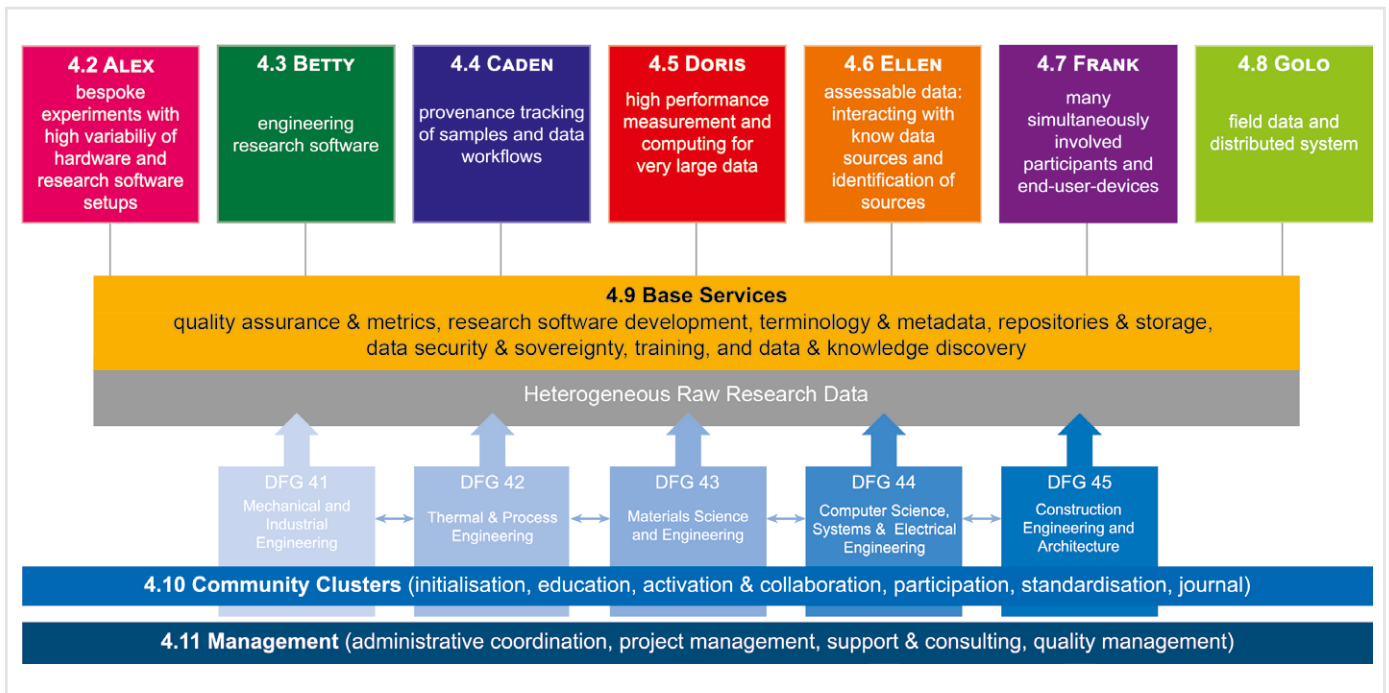 4.2 ALEX
bespoke
experiments with
high variabiliy of
hardware and
research software
setups
4.3 BETTY
engineering
research software
4.4 CADEN
provenance tracking
of samples and data
workflows
4.5 DORIS
high performance
measurement and
computing for
very large data
4.6 ELLEN
assessable data:
interacting with
know data
sources and
identification of
sources
4.7 FRANK
many
simultaneously
involved
participants and
end-user-devices
4.8 GOLO
field data and
distributed system
4.9 Base Services
quality assurance & metrics, research software development, terminology & metadata, repositories & storage,
data security & sovereignty, training, and data & knowledge discovery
Heterogeneous Raw Research Data
DFG 41
Mechanical and
Industrial
Engineering
DFG 42
Thermal & Process
Engineering
DFG 43
Materials Science
and Engineering
DFG 44
Computer Science,
Systems & Electrical
Engineering
DFG 45
Construction
Engineering and
Architecture
4.10 Community Clusters (initialisation, education, activation & collaboration, participation, standardisation, journal)
4.11 Management (administrative coordination, project management, support & consulting, quality management)